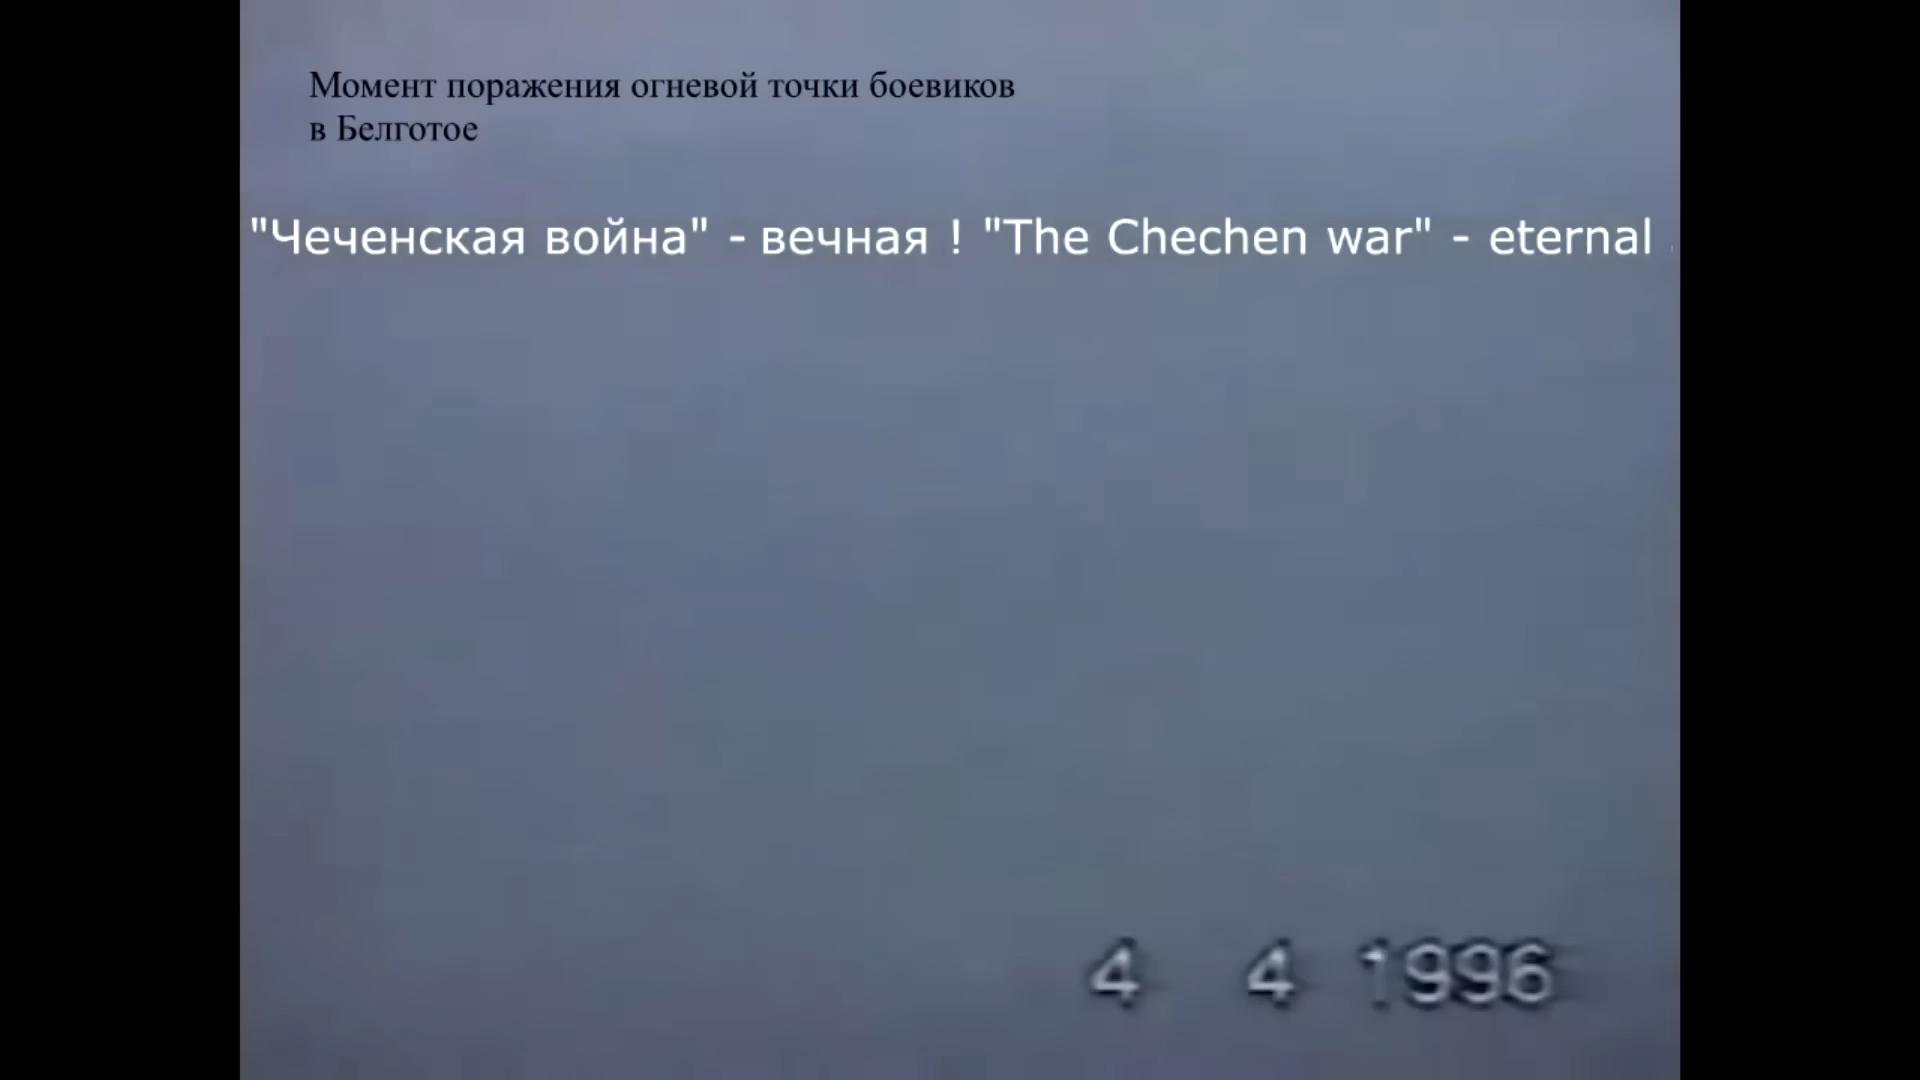 Момент поражения огневой точки боевиков
в Белготое
"Чеченская война" - вечная ! "The Chechen war" - eternal
4 4 1996